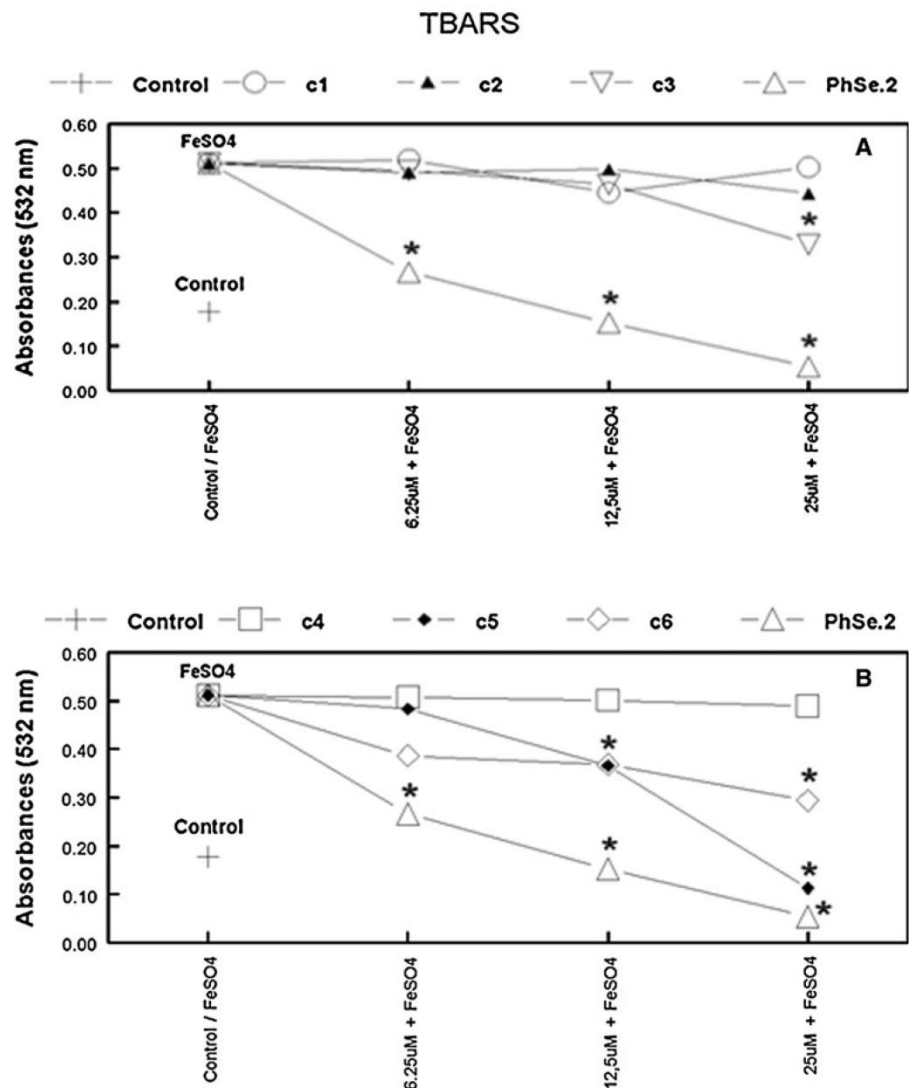 TBARS
Control c1 c2 c3 PhSe.2
A
0.60
0.50
0.40
0.30
0.20
0.10
0.00
Absorbances (532 nm)
FeSO4
Control
*
*
*
*
Control / FeSO4
6.25uM + FeSO4
12,5uM + FeSO4
25uM + FeSO4
Control c4 c5 c6 PhSe.2
B
0.60
0.50
0.40
0.30
0.20
0.10
0.00
Absorbances (532 nm)
FeSO4
Control
*
*
*
*
*
*
Control / FeSO4
6.25uM + FeSO4
12,5uM + FeSO4
25uM + FeSO4